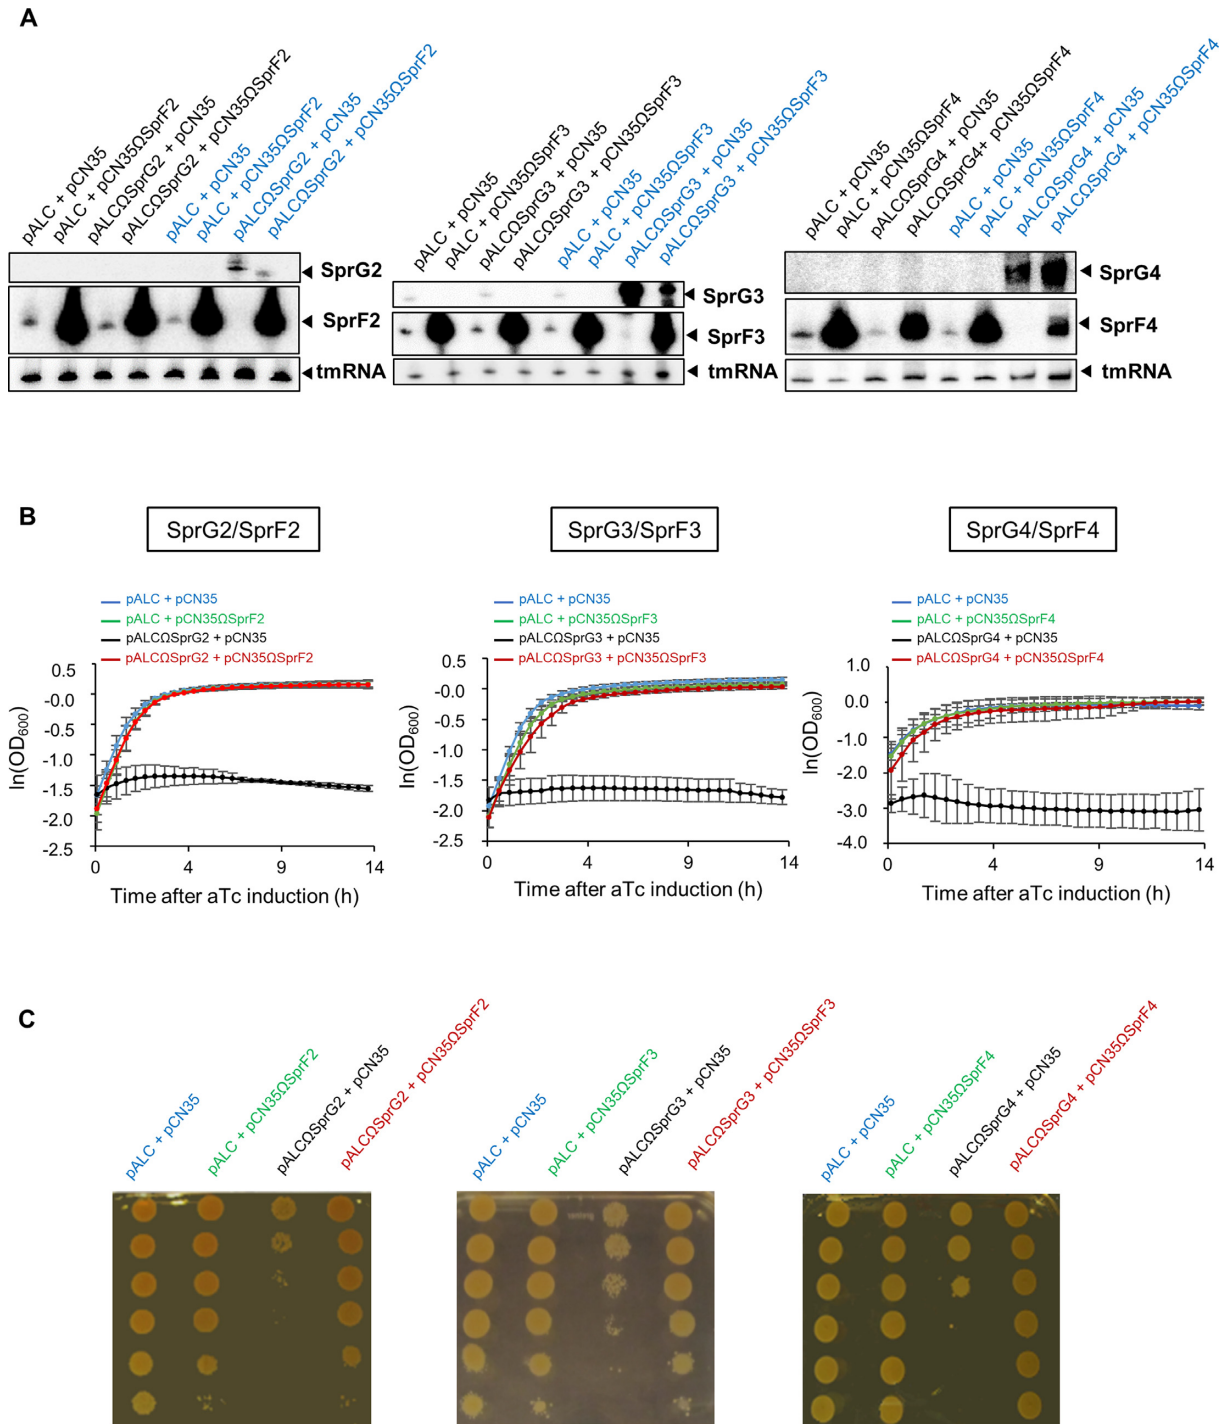 A
pALC + pCN35
pALC + pCN35ΩSprF2
pALCΩSprG2 + pCN35
pALCΩSprG2 + pCN35ΩSprF2
pALC + pCN35
pALC + pCN35ΩSprF2
pALCΩSprG2 + pCN35
pALCΩSprG2 + pCN35ΩSprF2
SprG2
SprF2
tmRNA
pALC + pCN35
pALC + pCN35ΩSprF3
pALCΩSprG3 + pCN35
pALCΩSprG3 + pCN35ΩSprF3
pALC + pCN35
pALC + pCN35ΩSprF3
pALCΩSprG3 + pCN35
pALCΩSprG3 + pCN35ΩSprF3
SprG3
SprF3
tmRNA
pALC + pCN35
pALC + pCN35ΩSprF4
pALCΩSprG4 + pCN35
pALCΩSprG4+ pCN35ΩSprF4
pALC + pCN35
pALC + pCN35ΩSprF4
pALCΩSprG4 + pCN35
pALCΩSprG4 + pCN35ΩSprF4
SprG4
SprF4
tmRNA
B
SprG2/SprF2
pALC + pCN35
pALC + pCN35ΩSprF2
pALCΩSprG2 + pCN35
pALCΩSprG2 + pCN35ΩSprF2
ln(OD600)
0.5
-0.0
-0.5
-1.0
-1.5
-2.0
-2.5
0 4 9 14
Time after aTc induction (h)
SprG3/SprF3
pALC + pCN35
pALC + pCN35ΩSprF3
pALCΩSprG3 + pCN35
pALCΩSprG3 + pCN35ΩSprF3
ln(OD600)
0.5
-0.0
-0.5
-1.0
-1.5
-2.0
-2.5
0 4 9 14
Time after aTc induction (h)
SprG4/SprF4
pALC + pCN35
pALC + pCN35ΩSprF4
pALCΩSprG4 + pCN35
pALCΩSprG4 + pCN35ΩSprF4
ln(OD600)
1.0
0.0
-1.0
-2.0
-3.0
-4.0
0 4 9 14
Time after aTc induction (h)
C
pALC + pCN35
pALC + pCN35ΩSprF2
pALCΩSprG2 + pCN35
pALCΩSprG2 + pCN35ΩSprF2
pALC + pCN35
pALC + pCN35ΩSprF3
pALCΩSprG3 + pCN35
pALCΩSprG3 + pCN35ΩSprF3
pALC + pCN35
pALC + pCN35ΩSprF4
pALCΩSprG4 + pCN35
pALCΩSprG4 + pCN35ΩSprF4